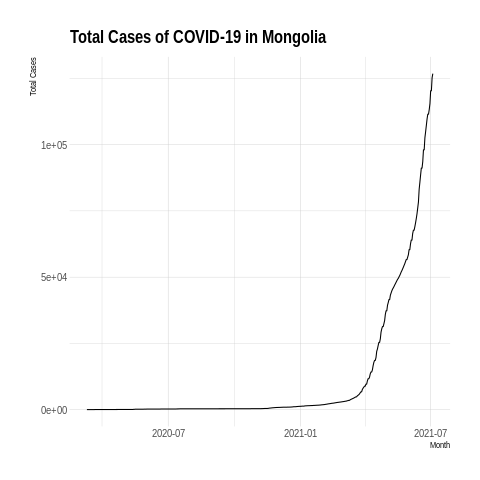 Total Cases of COVID-19 in Mongolia
Total Cases
1e+05
5e+04
0e+00
2020-07
2021-01
2021-07
Month